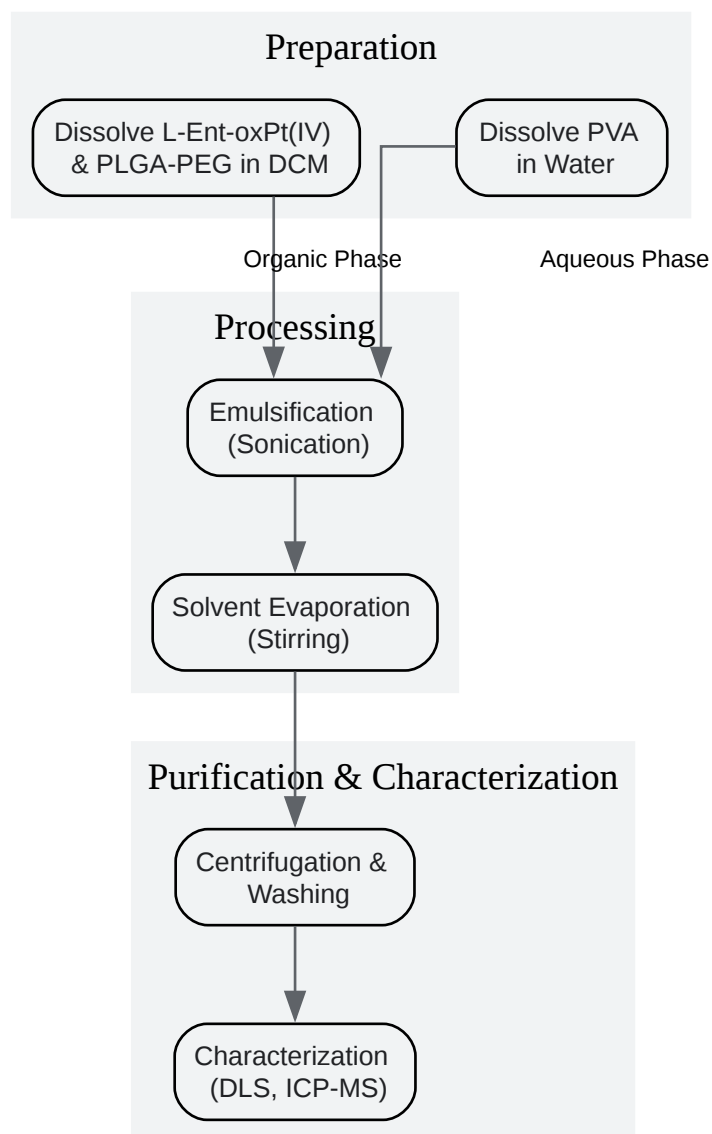 Preparation
Dissolve L-Ent-oxPt(IV)
& PLGA-PEG in DCM
Dissolve PVA
in Water
Organic Phase
Aqueous Phase
Processing
Emulsification
(Sonication)
Solvent Evaporation
(Stirring)
Purification & Characterization
Centrifugation &
Washing
Characterization
(DLS, ICP-MS)